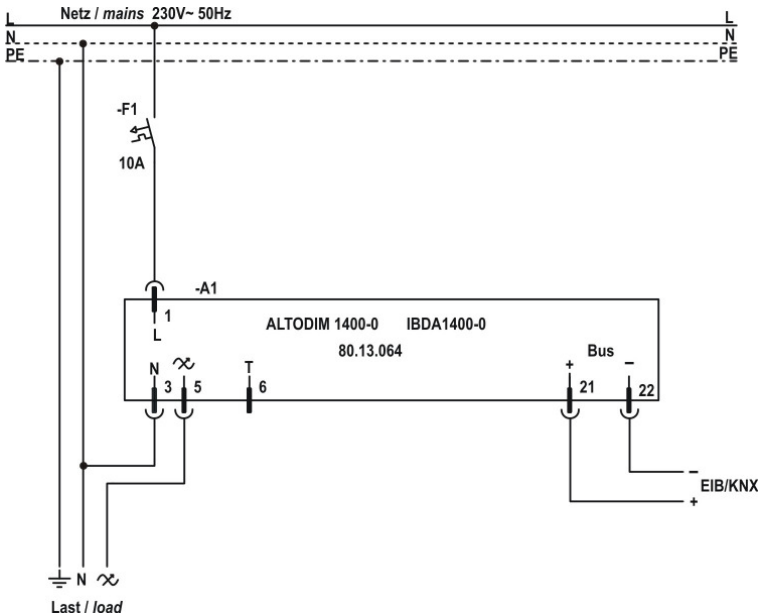 Netz / mains 230V~ 50Hz
L L
N N
PE PE
-F1
10A
-A1
1
L
ALTODIM 1400-0 IBDA1400-0
80.13.064
Bus
N T + –
3 5 6 21 22
–
EIB/KNX
+
N
Last / load